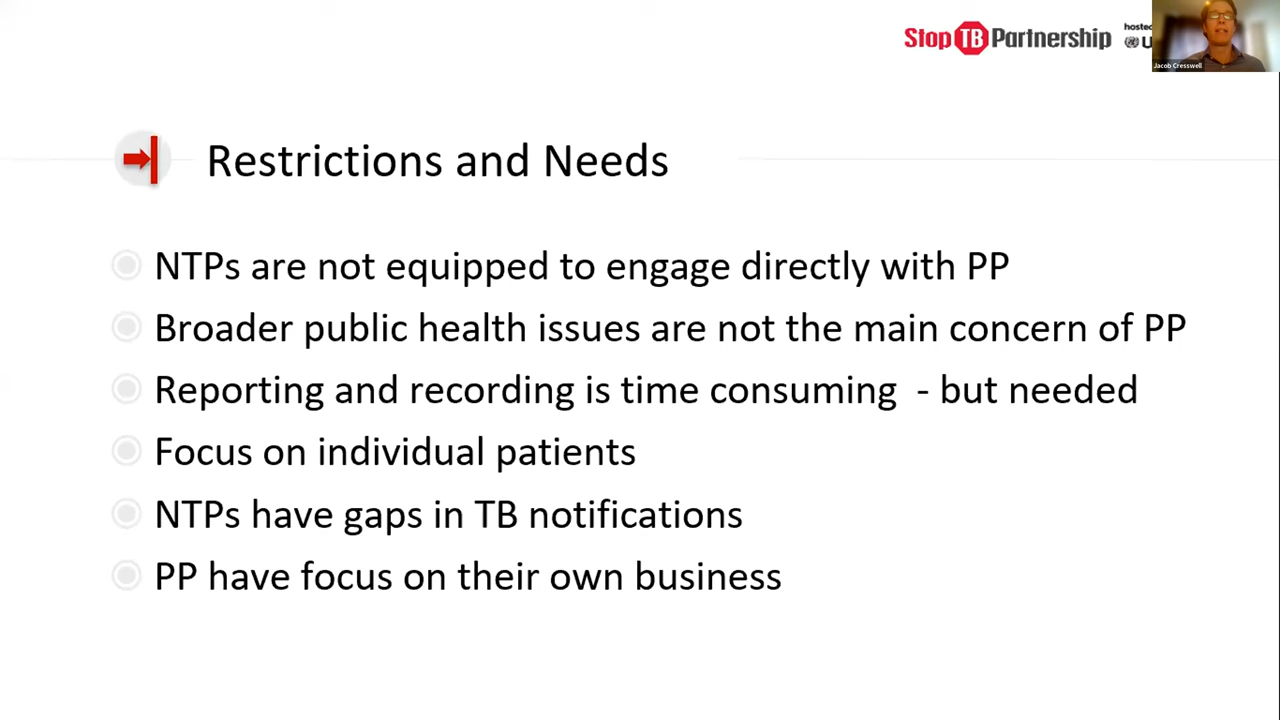 Stop TB Partnership
hosted
Jacob Cresswell
Restrictions and Needs
NTPs are not equipped to engage directly with PP
Broader public health issues are not the main concern of PP
Reporting and recording is time consuming - but needed
Focus on individual patients
NTPs have gaps in TB notifications
PP have focus on their own business